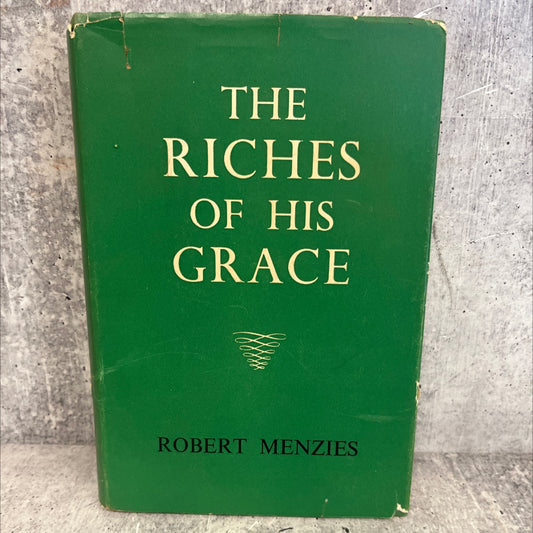 THE
RICHES
OF HIS
GRACE
ROBERT MENZIES